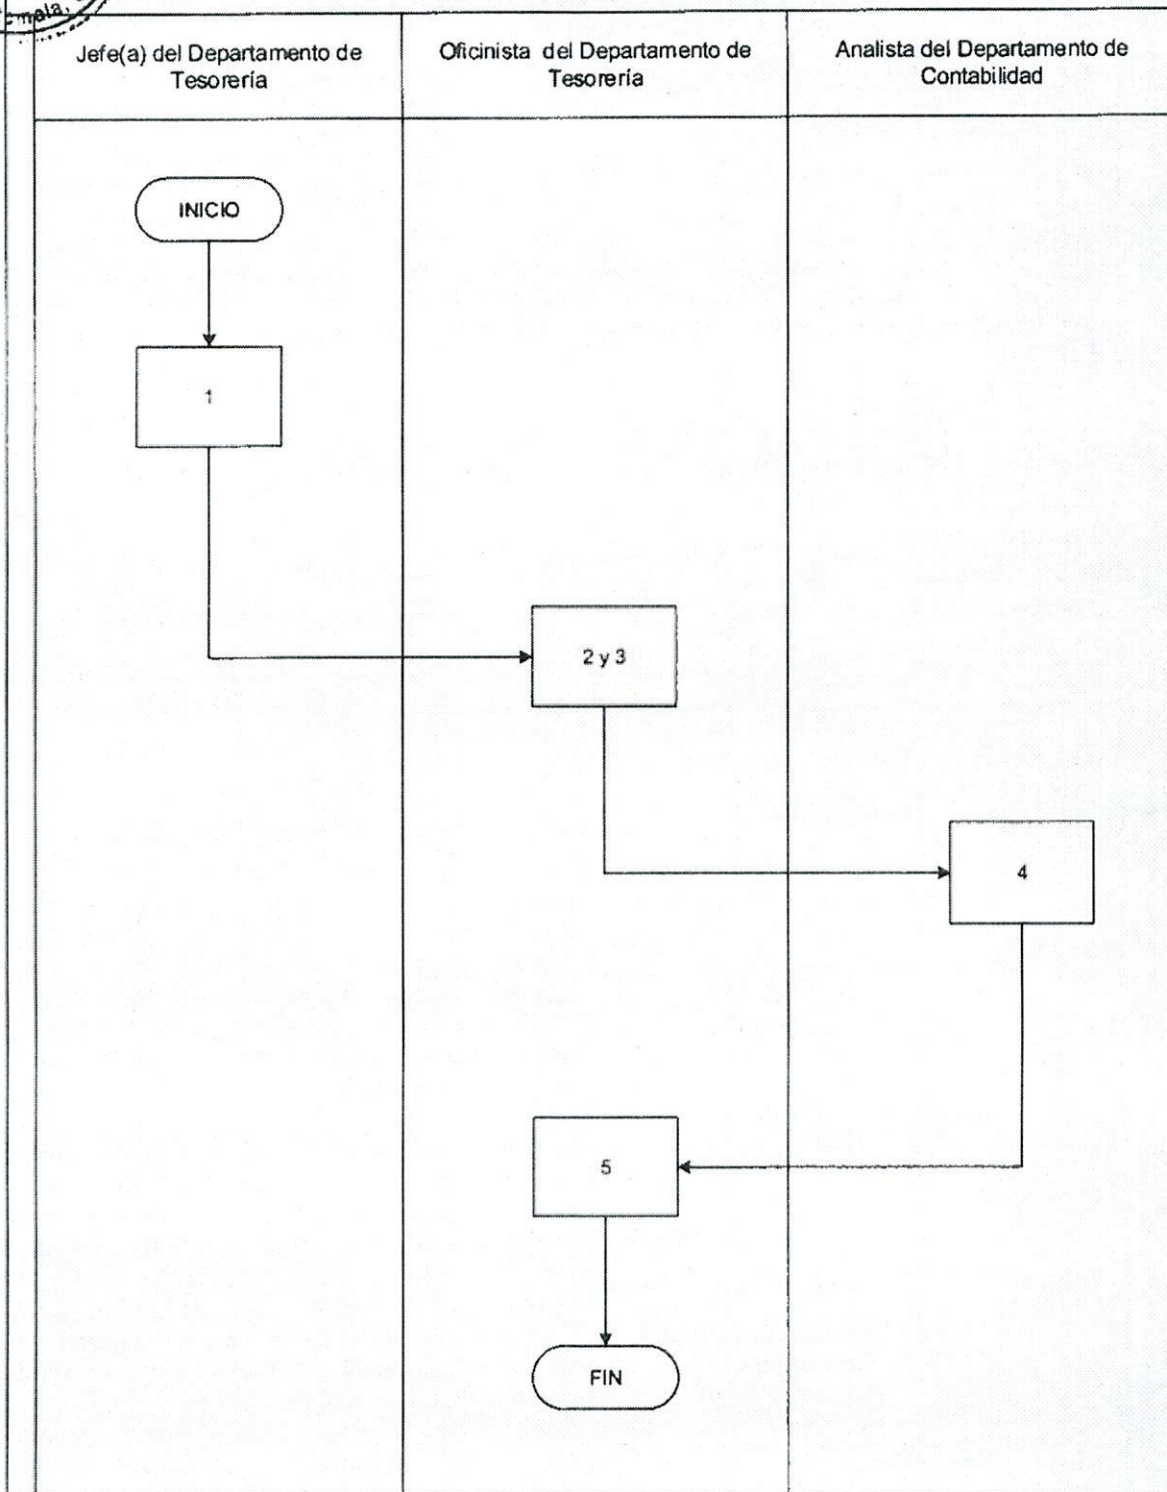 Jefe(a) del Departamento de
Tesorería
Oficinista del Departamento de
Tesorería
Analista del Departamento de
Contabilidad
INICIO
1
2 y 3
4
5
FIN